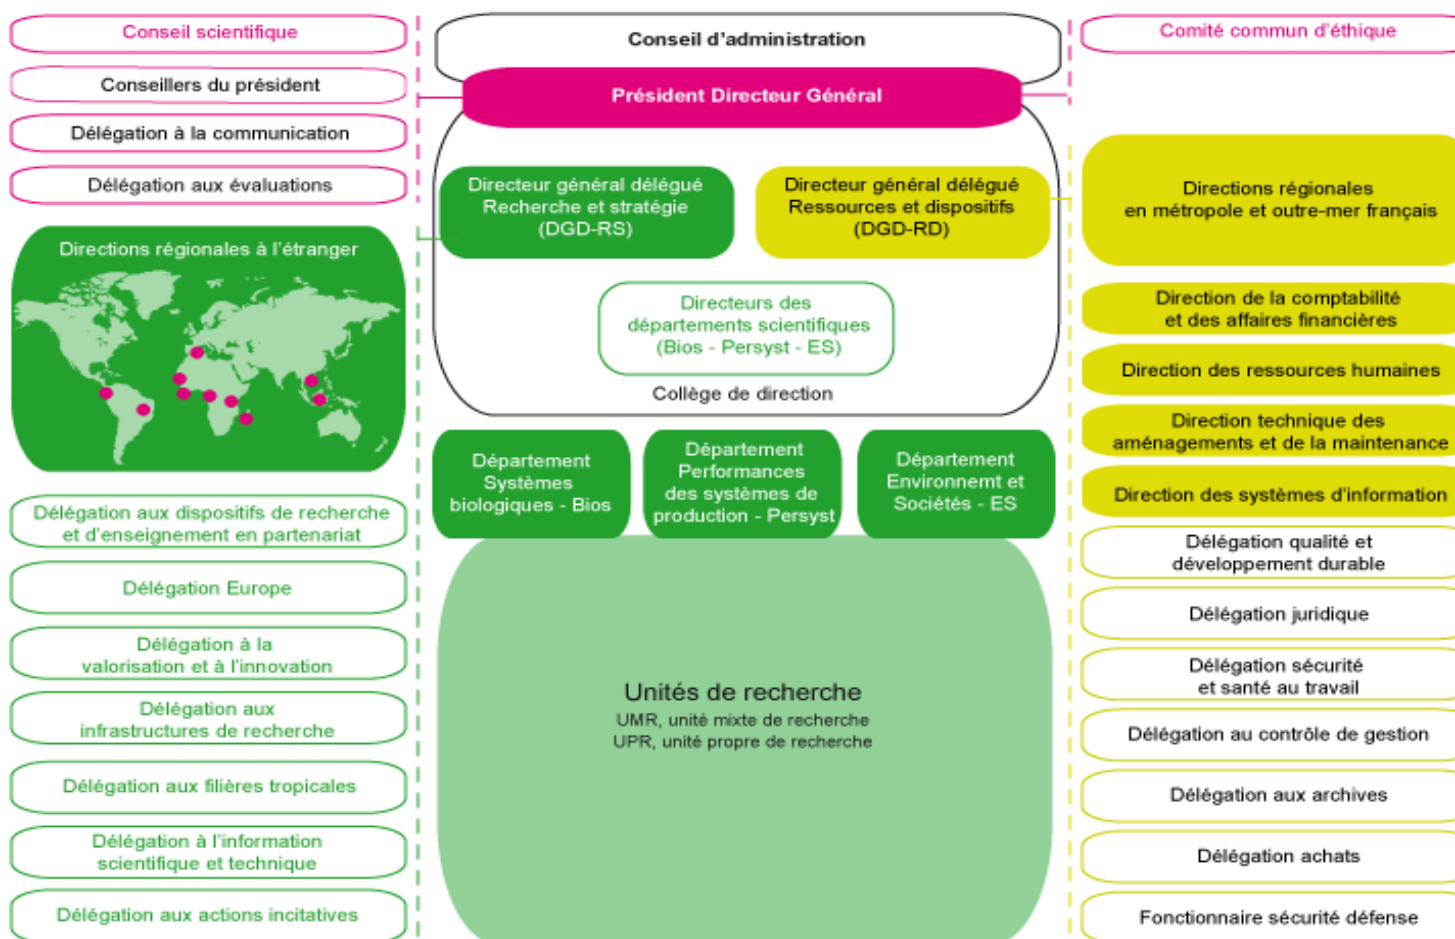 Conseil scientifique
Conseillers du président
Délégation à la communication
Délégation aux évaluations
Directions régionales à l'étranger
Délégation aux dispositifs de recherche
et d'enseignement en partenariat
Délégation Europe
Délégation à la
valorisation et à l'innovation
Délégation aux
infrastructures de recherche
Délégation aux filières tropicales
Délégation à l'information
scientifique et technique
Délégation aux actions incitatives
Conseil d'administration
Président Directeur Général
Directeur général délégué
Recherche et stratégie
(DGD-RS)
Directeur général délégué
Ressources et dispositifs
(DGD-RD)
Directeurs des
départements scientifiques
(Bios - Persyst - ES)
Collège de direction
Département
Systèmes
biologiques - Bios
Département
Performances
des systèmes de
production - Persyst
Département
Environnemt et
Sociétés - ES
Unités de recherche
UMR, unité mixte de recherche
UPR, unité propre de recherche
Comité commun d'éthique
Directions régionales
en métropole et outre-mer français
Direction de la comptabilité
et des affaires financières
Direction des ressources humaines
Direction technique des
aménagements et de la maintenance
Direction des systèmes d'information
Délégation qualité et
développement durable
Délégation juridique
Délégation sécurité
et santé au travail
Délégation au contrôle de gestion
Délégation aux archives
Délégation achats
Fonctionnaire sécurité défense